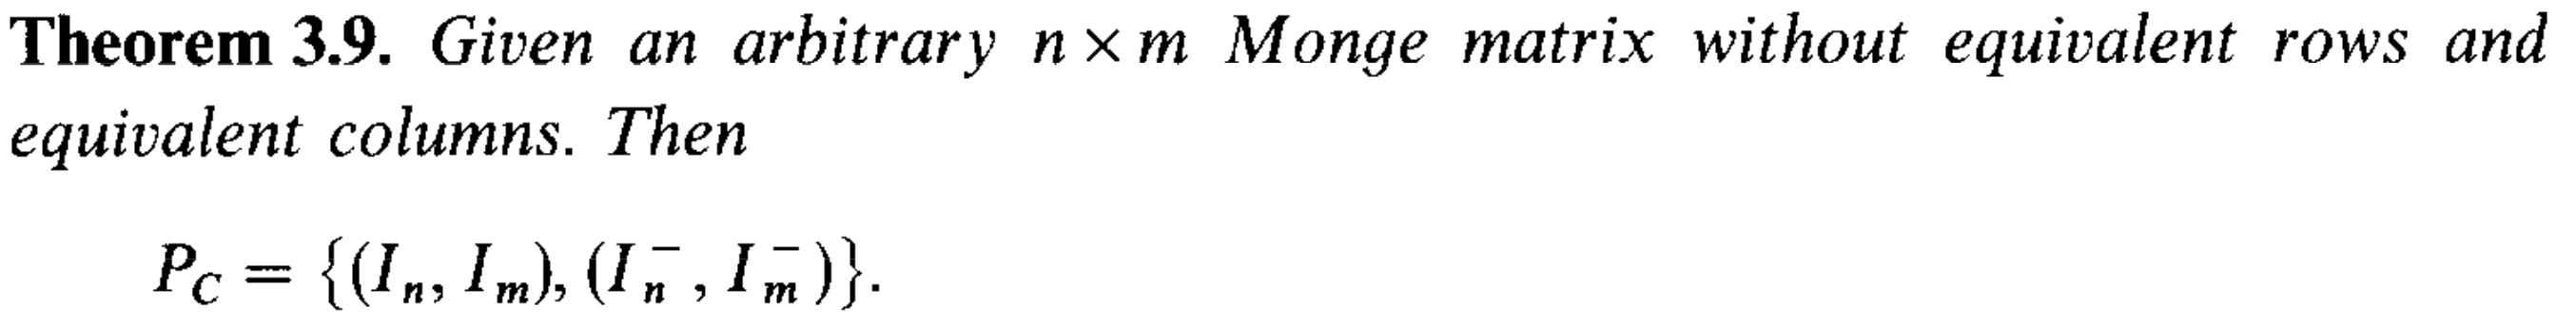 Theorem 3.9. Given an arbitrary n × m Monge matrix without equivalent rows and
equivalent columns. Then
P_C = {(I_n, I_m), (I_n^-, I_m^-)}.